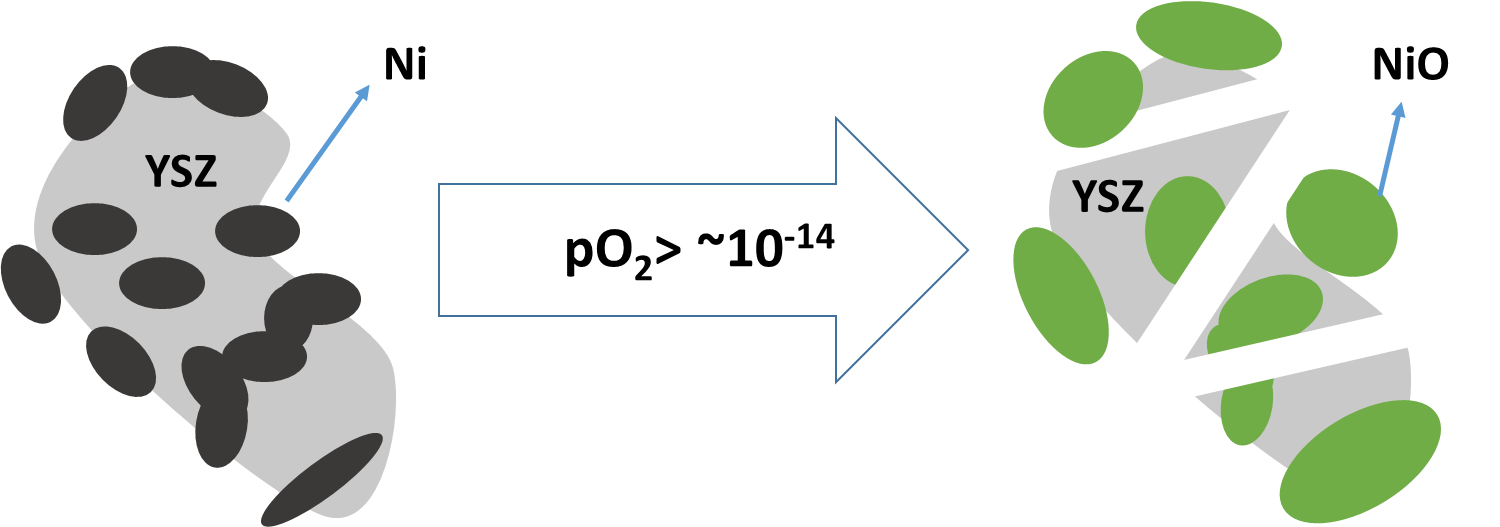 Ni
YSZ
pO₂> ~10⁻¹⁴
NiO
YSZ